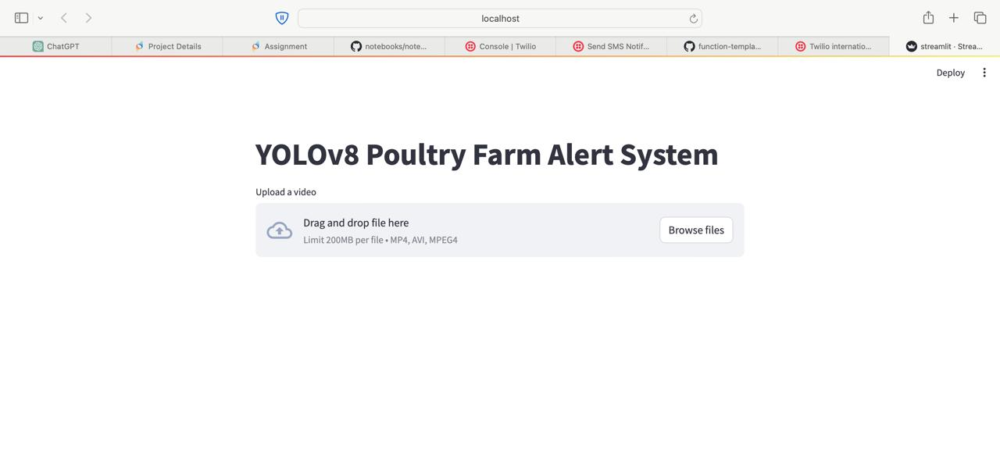 localhost
ChatGPT
Project Details
Assignment
notebooks/note...
Console | Twilio
Send SMS Notif...
function-templa...
Twilio internatio...
streamlit · Strea...
Deploy
YOLOv8 Poultry Farm Alert System
Upload a video
Drag and drop file here
Limit 200MB per file • MP4, AVI, MPEG4
Browse files